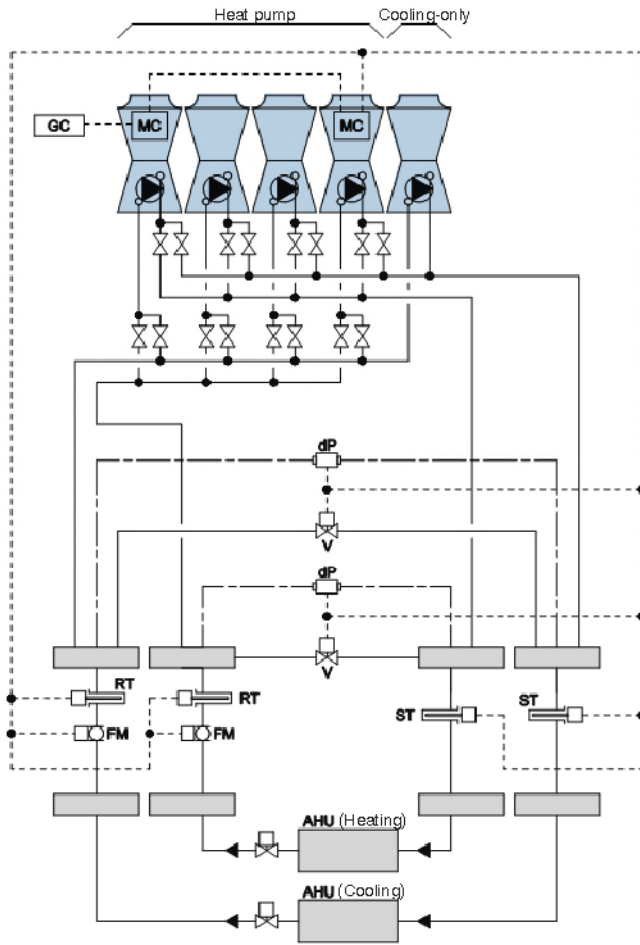 Heat pump Cooling-only
GC MC MC
dP
V
dP
V
RT RT
ST ST
FM FM
AHU (Heating)
AHU (Cooling)